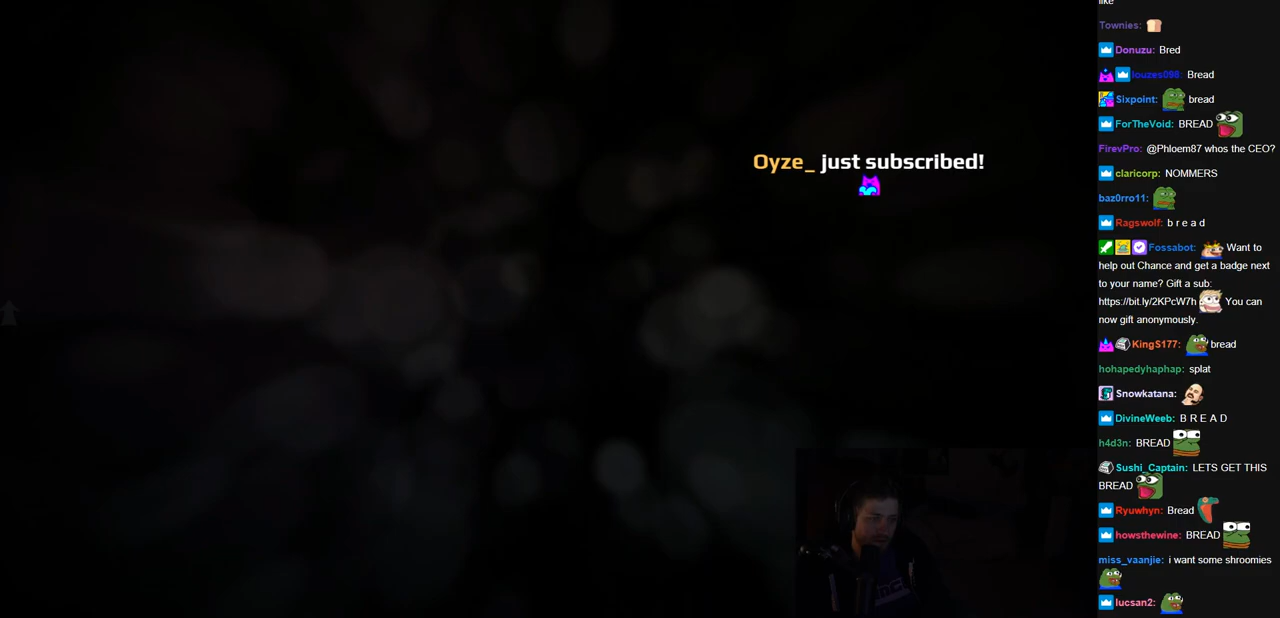 Oyze_ just subscribed!
like
Townies:
Donuzu: Bred
louzes098: Bread
Sixpoint: bread
ForTheVoid: BREAD
FirevPro: @Phloem87 whos the CEO?
claricorp: NOMMERS
baz0rro11:
Ragswolf: b r e a d
Fossabot: Want to
help out Chance and get a badge next
to your name? Gift a sub:
https://bit.ly/2KPcW7h You can
now gift anonymously.
KingS177: bread
hohapedyhaphap: splat
Snowkatana:
DivineWeeb: B R E A D
h4d3n: BREAD
Sushi_Captain: LETS GET THIS
BREAD
Ryuwhyn: Bread
howsthewine: BREAD
miss_vaanjie: i want some shroomies
lucsan2: